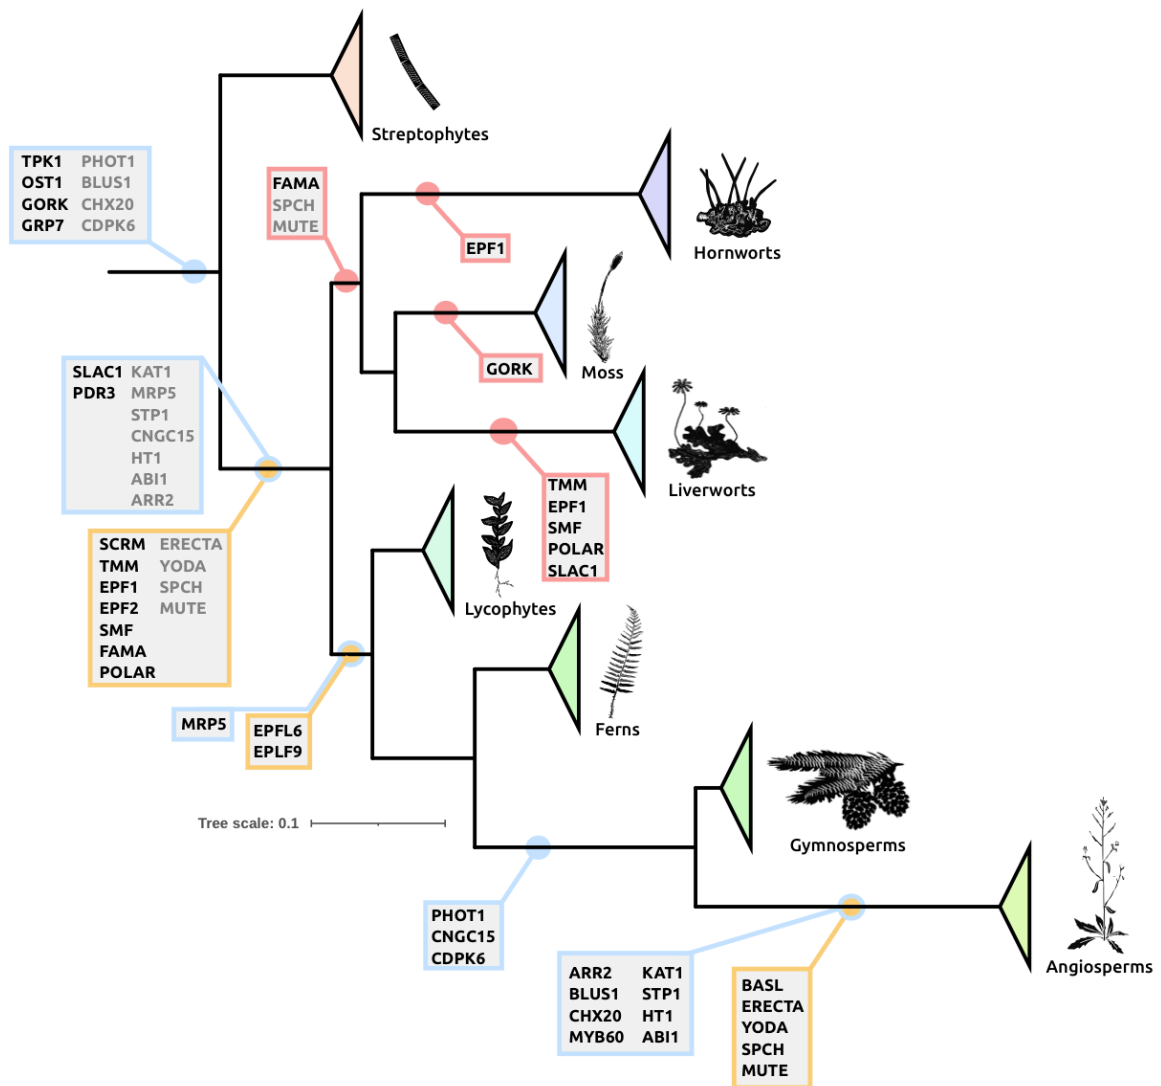 Streptophytes
TPK1 PHOT1
OST1 BLUS1
GORK CHX20
GRP7 CDPK6
FAMA
SPCH
MUTE
EPF1
Hornworts
GORK
Moss
SLAC1 KAT1
PDR3 MRP5
STP1
CNGC15
HT1
ABI1
ARR2
TMM
EPF1
SMF
POLAR
SLAC1
Liverworts
SCRM ERECTA
TMM YODA
EPF1 SPCH
EPF2 MUTE
SMF
FAMA
POLAR
Lycophytes
MRP5
EPFL6
EPLF9
Ferns
Tree scale: 0.1
Gymnosperms
PHOT1
CNGC15
CDPK6
ARR2 KAT1
BLUS1 STP1
CHX20 HT1
MYB60 ABI1
BASL
ERECTA
YODA
SPCH
MUTE
Angiosperms